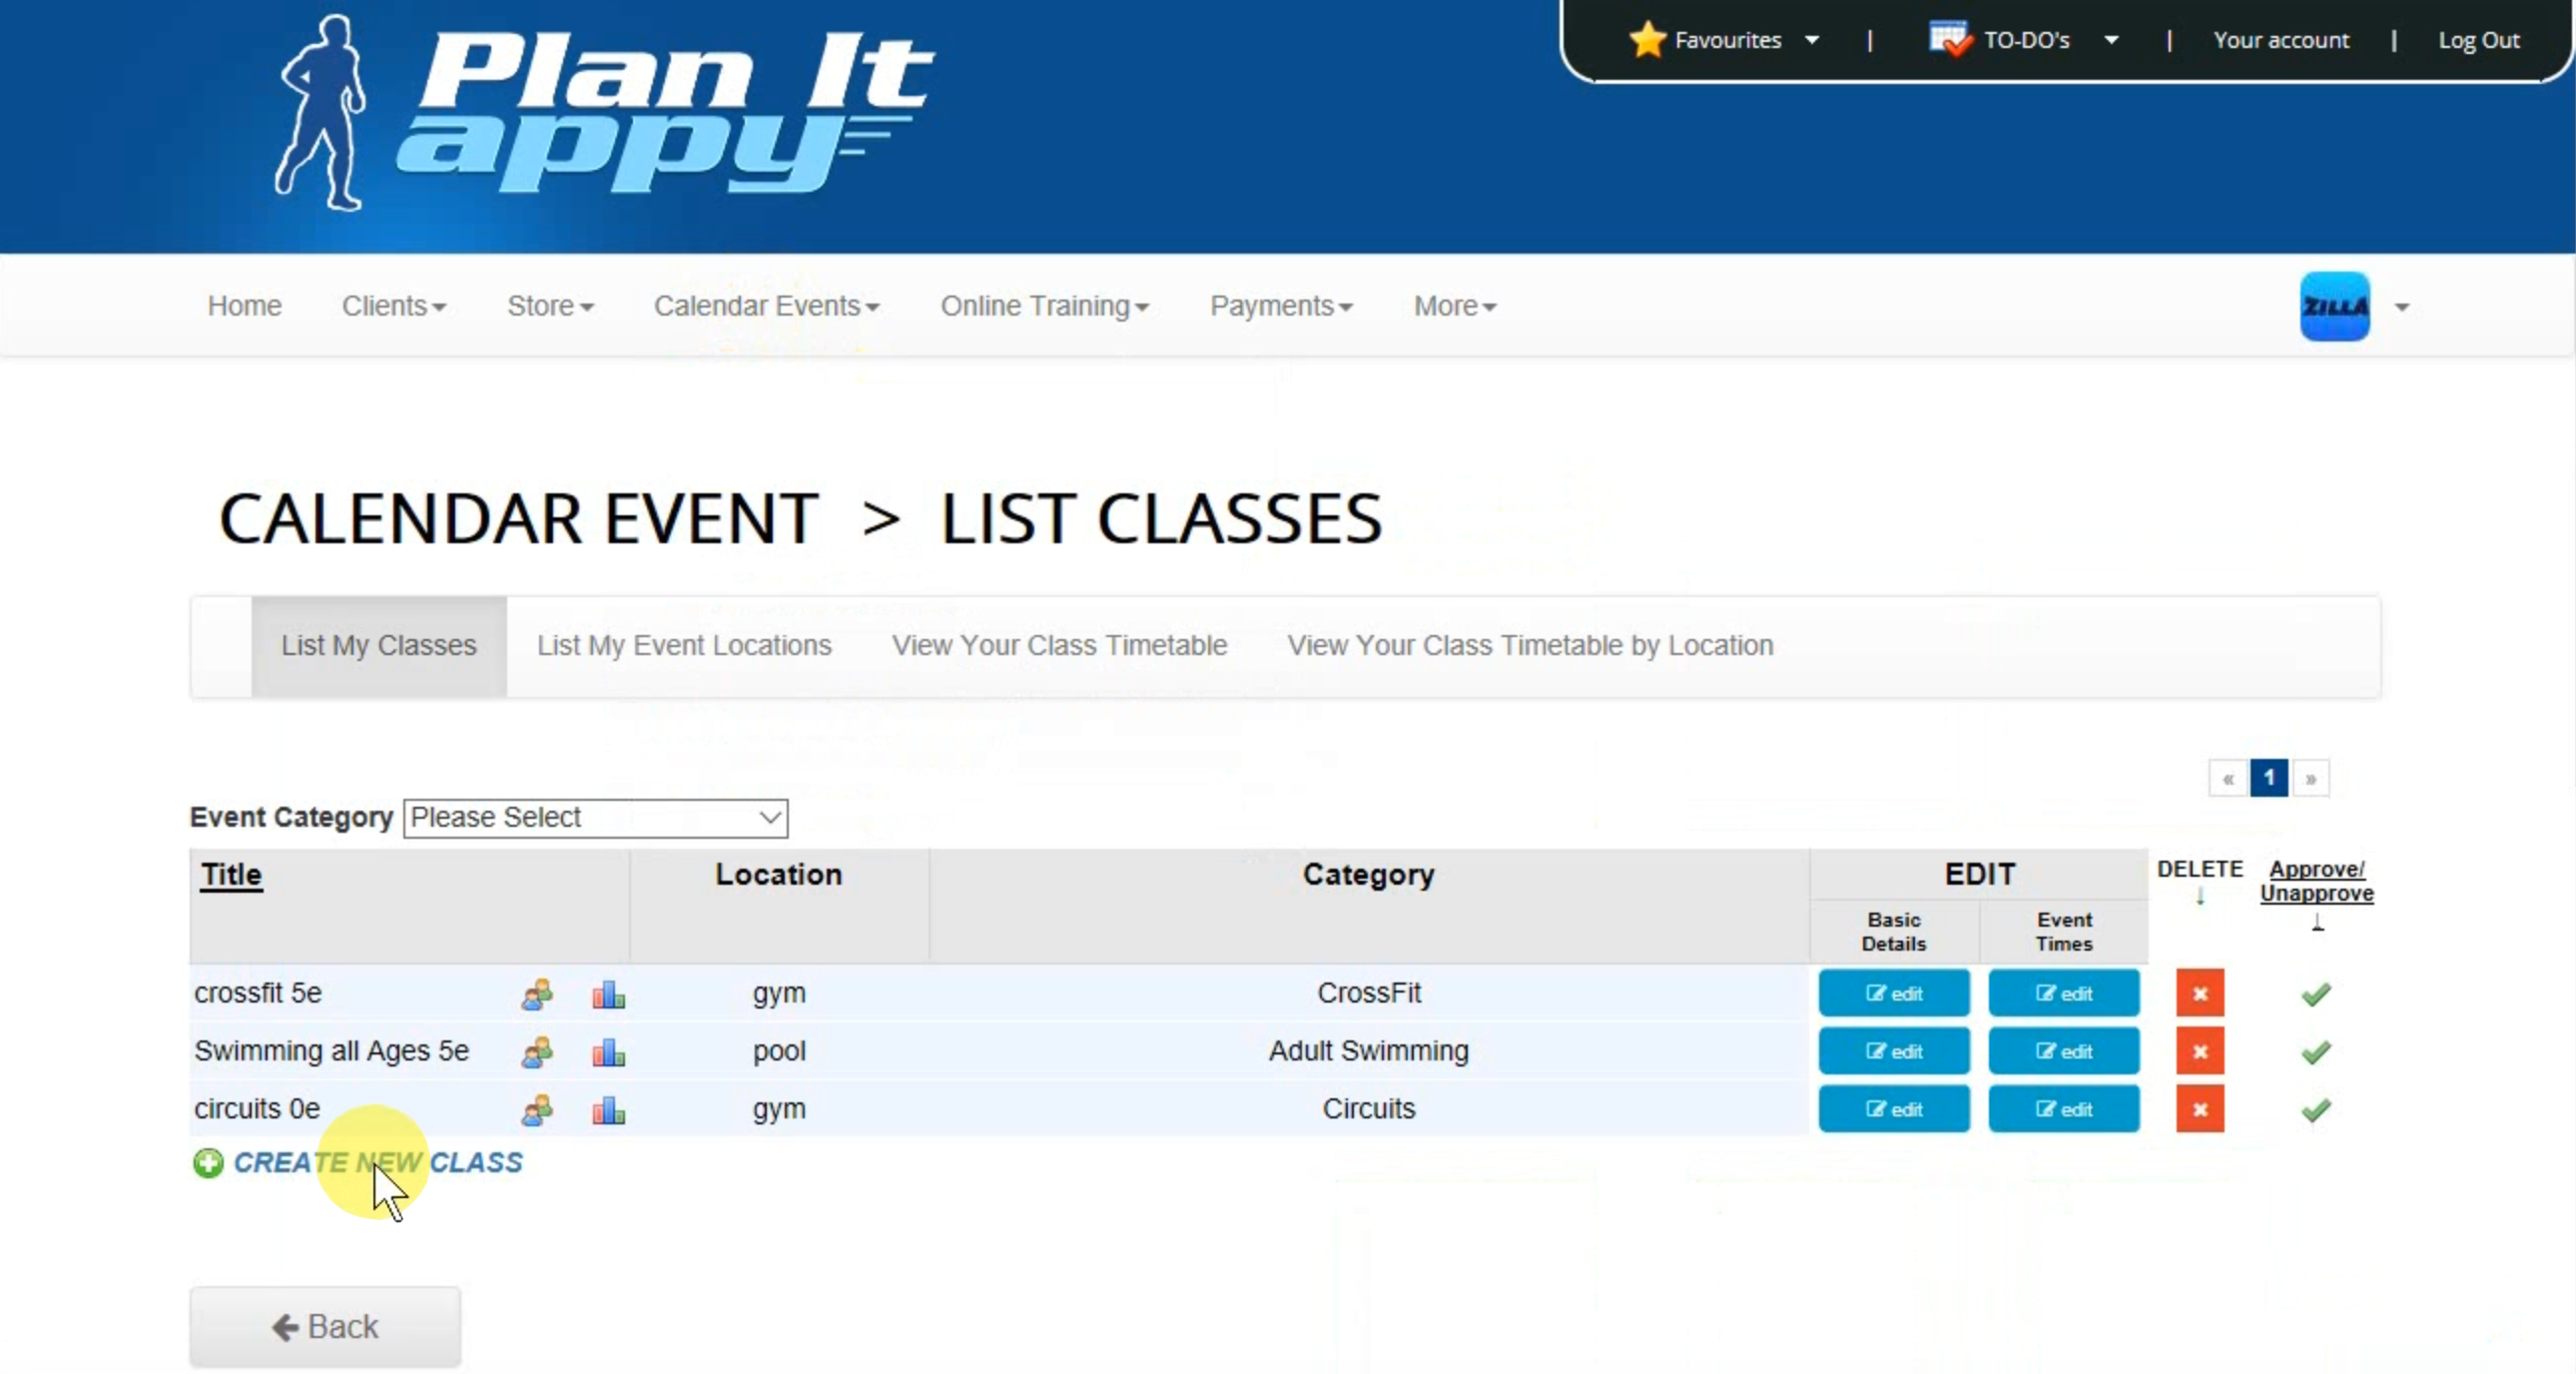 Plan It
appy
Favourites | TO-DO's | Your account | Log Out
Home Clients Store Calendar Events Online Training Payments More
ZILLA
CALENDAR EVENT > LIST CLASSES
List My Classes List My Event Locations View Your Class Timetable View Your Class Timetable by Location
« 1 »
Event Category Please Select
Title Location Category EDIT DELETE ↓ Approve/
Unapprove
↓
Basic
Details
Event
Times
crossfit 5e gym CrossFit edit edit
Swimming all Ages 5e pool Adult Swimming edit edit
circuits 0e gym Circuits edit edit
CREATE NEW CLASS
Back